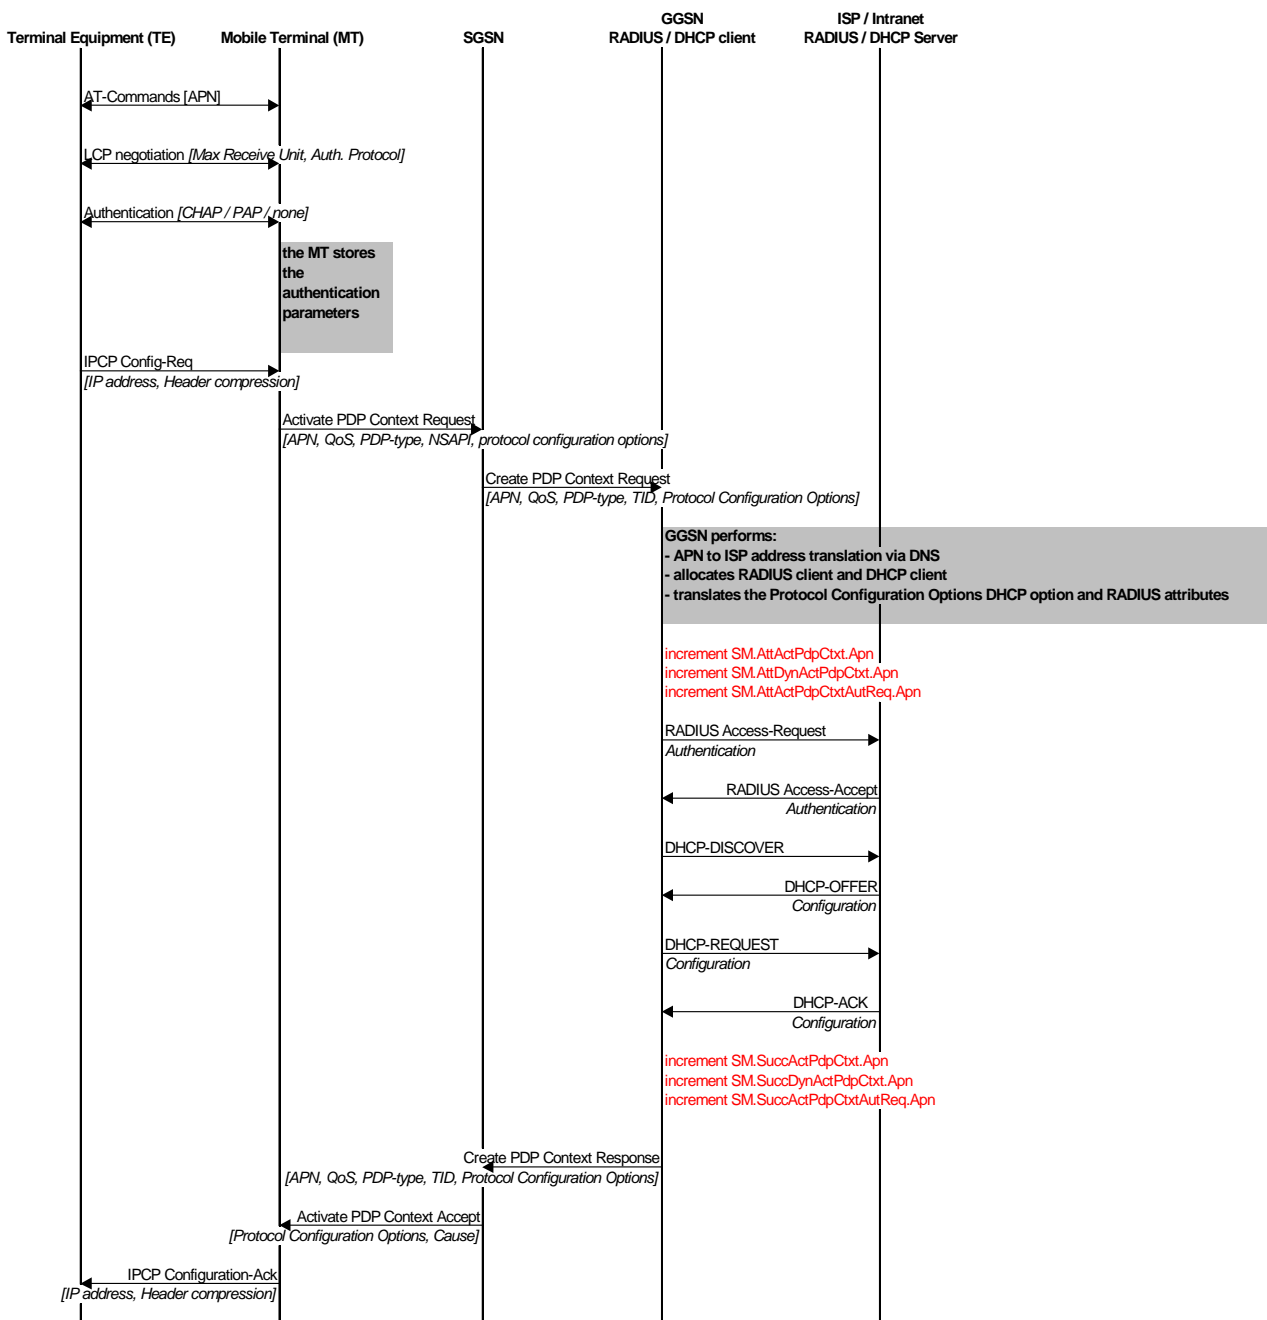 GGSN
ISP / Intranet
Terminal Equipment (TE)
Mobile Terminal (MT)
SGSN
RADIUS / DHCP client
RADIUS / DHCP Server
AT-Commands [APN]
LCP negotiation [Max Receive Unit, Auth. Protocol]
Authentication [CHAP / PAP / none]
the MT stores
the
authentication
parameters
IPCP Config-Req
[IP address, Header compression]
Activate PDP Context Request
[APN, QoS, PDP-type, NSAPI, protocol configuration options]
Create PDP Context Request
[APN, QoS, PDP-type, TID, Protocol Configuration Options]
GGSN performs:
- APN to ISP address translation via DNS
- allocates RADIUS client and DHCP client
- translates the Protocol Configuration Options DHCP option and RADIUS attributes
increment SM.AttActPdpCtxt.Apn
increment SM.AttDynActPdpCtxt.Apn
increment SM.AttActPdpCtxtAutReq.Apn
RADIUS Access-Request
Authentication
RADIUS Access-Accept
Authentication
DHCP-DISCOVER
DHCP-OFFER
Configuration
DHCP-REQUEST
Configuration
DHCP-ACK
Configuration
increment SM.SuccActPdpCtxt.Apn
increment SM.SuccDynActPdpCtxt.Apn
increment SM.SuccActPdpCtxtAutReq.Apn
Create PDP Context Response
[APN, QoS, PDP-type, TID, Protocol Configuration Options]
Activate PDP Context Accept
[Protocol Configuration Options, Cause]
IPCP Configuration-Ack
[IP address, Header compression]